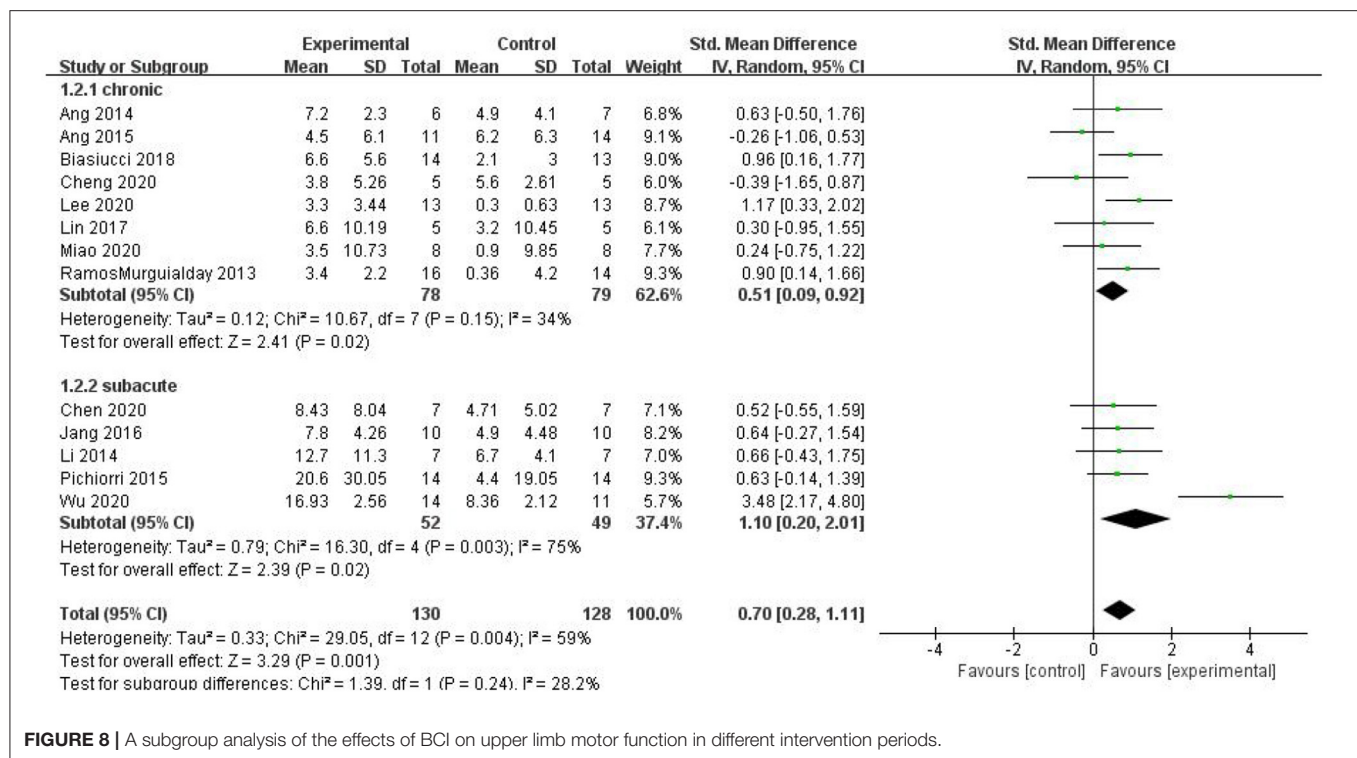 Experimental Control Std. Mean Difference Std. Mean Difference
Study or Subgroup Mean SD Total Mean SD Total Weight IV, Random, 95% CI IV, Random, 95% CI
1.2.1 chronic
Ang 2014 7.2 2.3 6 4.9 4.1 7 6.8% 0.63 [-0.50, 1.76]
Ang 2015 4.5 6.1 11 6.2 6.3 14 9.1% -0.26 [-1.06, 0.53]
Biasiucci 2018 6.6 5.6 14 2.1 3 13 9.0% 0.96 [0.16, 1.77]
Cheng 2020 3.8 5.26 5 5.6 2.61 5 6.0% -0.39 [-1.65, 0.87]
Lee 2020 3.3 3.44 13 0.3 0.63 13 8.7% 1.17 [0.33, 2.02]
Lin 2017 6.6 10.19 5 3.2 10.45 5 6.1% 0.30 [-0.95, 1.55]
Miao 2020 3.5 10.73 8 0.9 9.85 8 7.7% 0.24 [-0.75, 1.22]
RamosMurguialday 2013 3.4 2.2 16 0.36 4.2 14 9.3% 0.90 [0.14, 1.66]
Subtotal (95% CI) 78 79 62.6% 0.51 [0.09, 0.92]
Heterogeneity: Tau² = 0.12; Chi² = 10.67, df = 7 (P = 0.15); I² = 34%
Test for overall effect: Z = 2.41 (P = 0.02)
1.2.2 subacute
Chen 2020 8.43 8.04 7 4.71 5.02 7 7.1% 0.52 [-0.55, 1.59]
Jang 2016 7.8 4.26 10 4.9 4.48 10 8.2% 0.64 [-0.27, 1.54]
Li 2014 12.7 11.3 7 6.7 4.1 7 7.0% 0.66 [-0.43, 1.75]
Pichiorri 2015 20.6 30.05 14 4.4 19.05 14 9.3% 0.63 [-0.14, 1.39]
Wu 2020 16.93 2.56 14 8.36 2.12 11 5.7% 3.48 [2.17, 4.80]
Subtotal (95% CI) 52 49 37.4% 1.10 [0.20, 2.01]
Heterogeneity: Tau² = 0.79; Chi² = 16.30, df = 4 (P = 0.003); I² = 75%
Test for overall effect: Z = 2.39 (P = 0.02)
Total (95% CI) 130 128 100.0% 0.70 [0.28, 1.11]
Heterogeneity: Tau² = 0.33; Chi² = 29.05, df = 12 (P = 0.004); I² = 59%
Test for overall effect: Z = 3.29 (P = 0.001)
Test for subgroup differences: Chi² = 1.39, df = 1 (P = 0.24), I² = 28.2%
-4 -2 0 2 4
Favours [control] Favours [experimental]
FIGURE 8 | A subgroup analysis of the effects of BCI on upper limb motor function in different intervention periods.